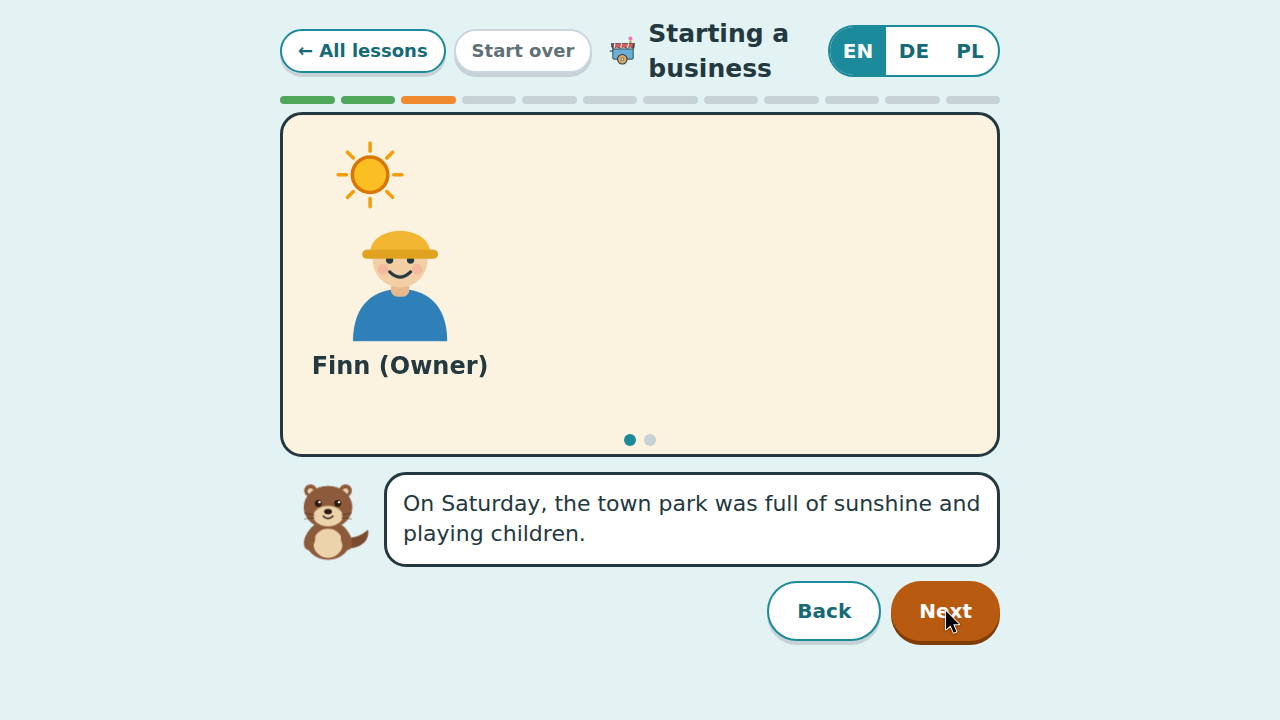 ← All lessons
Start over
Starting a
business
EN
DE
PL
Finn (Owner)
On Saturday, the town park was full of sunshine and
playing children.
Back
Next